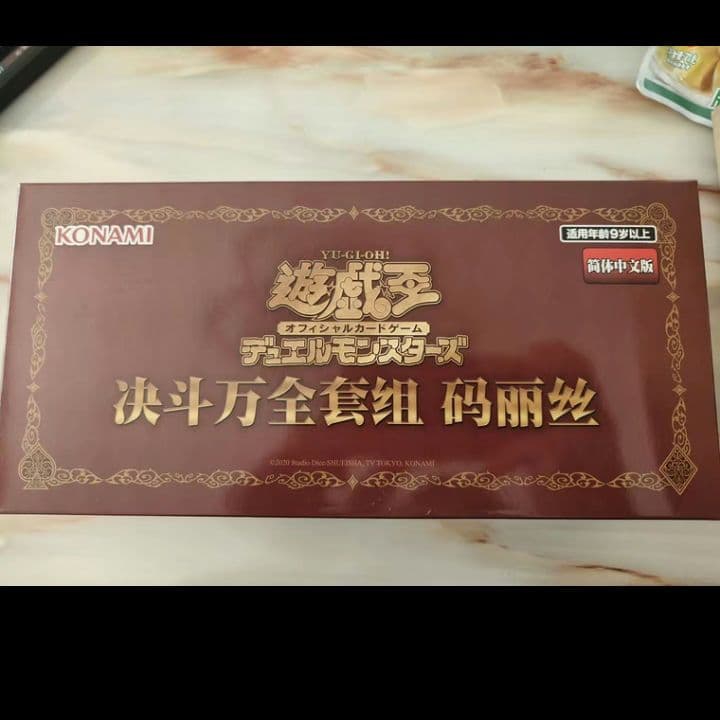 KONAMI
适用年龄9岁以上
简体中文版
YU-GI-OH!
遊戯王
オフィシャルカードゲーム
デュエルモンスターズ
决斗万全套组 码丽丝
©2020 Studio Dice/SHUEISHA, TV TOKYO, KONAMI